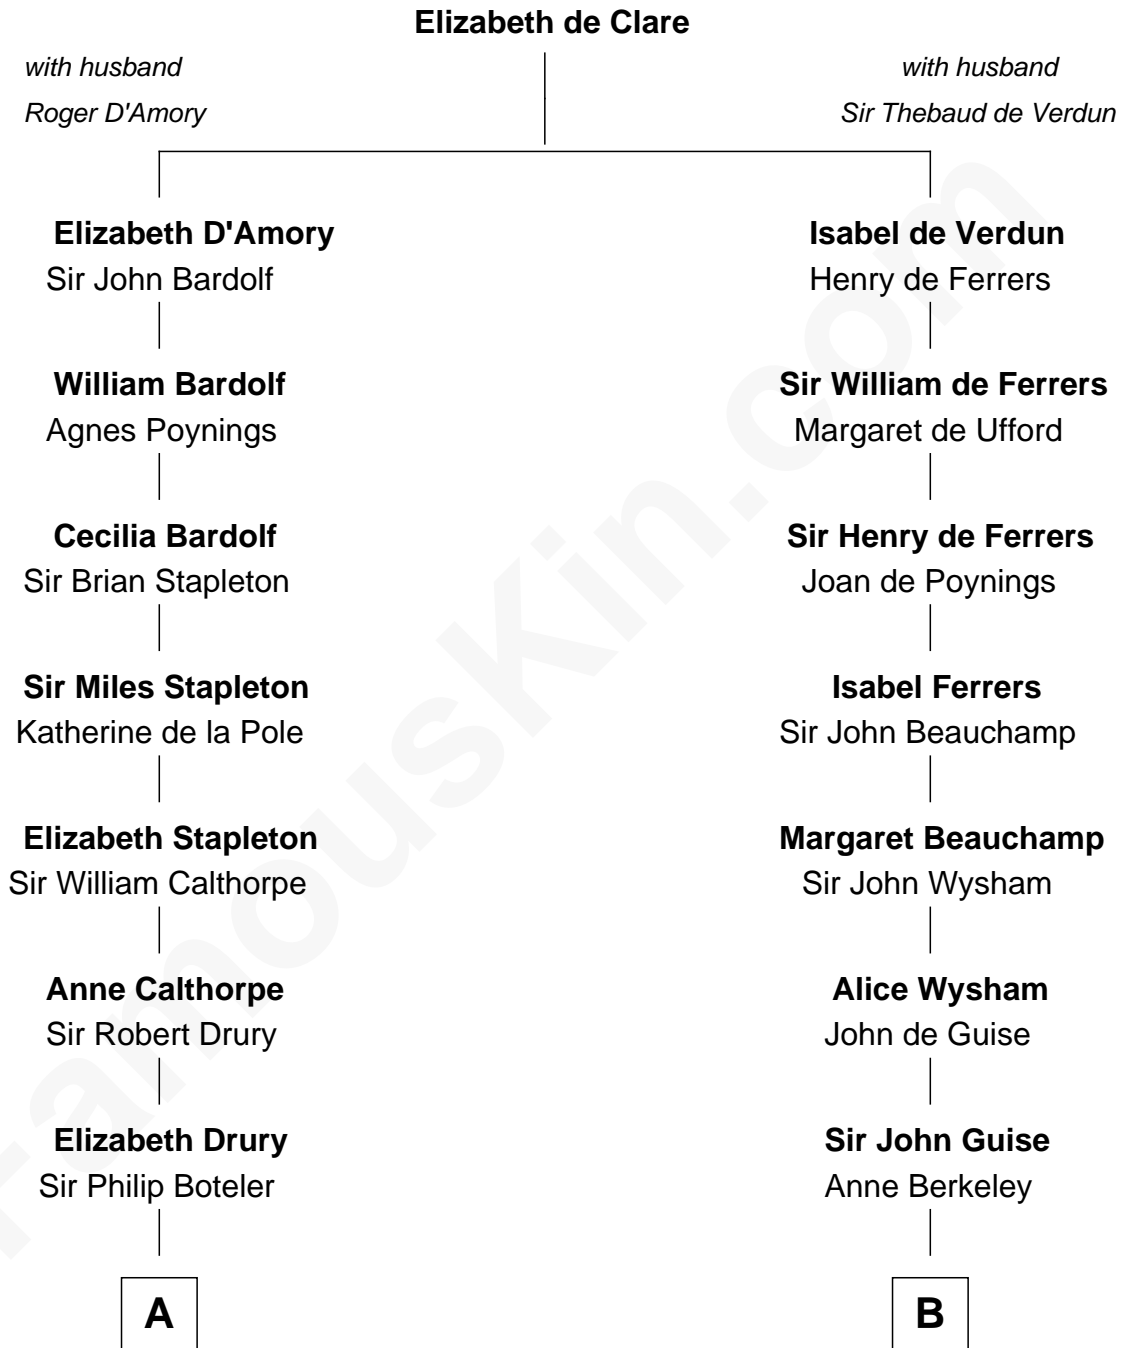 Elizabeth de Clare
with husband
Roger D'Amory
with husband
Sir Thebaud de Verdun
Elizabeth D'Amory
Sir John Bardolf
Isabel de Verdun
Henry de Ferrers
William Bardolf
Agnes Poynings
Sir William de Ferrers
Margaret de Ufford
Cecilia Bardolf
Sir Brian Stapleton
Sir Henry de Ferrers
Joan de Poynings
Sir Miles Stapleton
Katherine de la Pole
Isabel Ferrers
Sir John Beauchamp
Elizabeth Stapleton
Sir William Calthorpe
Margaret Beauchamp
Sir John Wysham
Anne Calthorpe
Sir Robert Drury
Alice Wysham
John de Guise
Elizabeth Drury
Sir Philip Boteler
Sir John Guise
Anne Berkeley
A
B
FamousKin.com